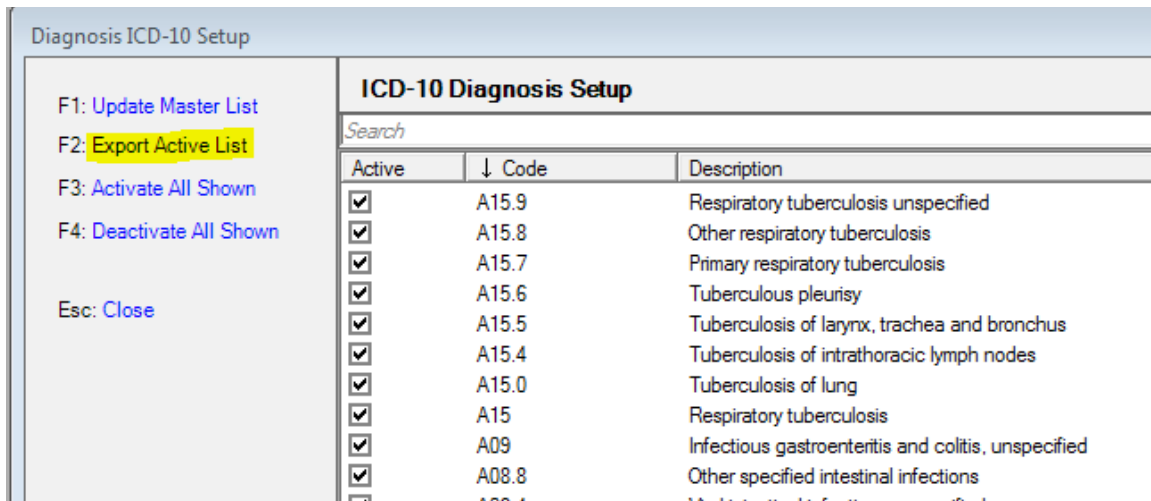 Diagnosis ICD-10 Setup
F1: Update Master List
F2: Export Active List
F3: Activate All Shown
F4: Deactivate All Shown
Esc: Close
ICD-10 Diagnosis Setup
Search
Active ↓ Code Description
A15.9 Respiratory tuberculosis unspecified
A15.8 Other respiratory tuberculosis
A15.7 Primary respiratory tuberculosis
A15.6 Tuberculous pleurisy
A15.5 Tuberculosis of larynx, trachea and bronchus
A15.4 Tuberculosis of intrathoracic lymph nodes
A15.0 Tuberculosis of lung
A15 Respiratory tuberculosis
A09 Infectious gastroenteritis and colitis, unspecified
A08.8 Other specified intestinal infections